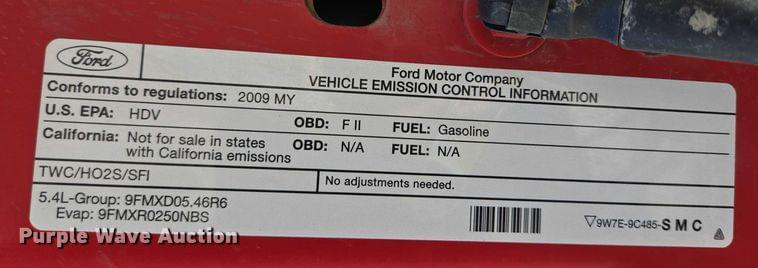 Ford
Ford Motor Company
VEHICLE EMISSION CONTROL INFORMATION
Conforms to regulations: 2009 MY
U.S. EPA: HDV OBD: F II FUEL: Gasoline
California: Not for sale in states with California emissions OBD: N/A FUEL: N/A
TWC/HO2S/SFI
No adjustments needed.
5.4L-Group: 9FMXD05.46R6
Evap: 9FMXR0250NBS
9W7E-9C485-S M C
Purple Wave Auction